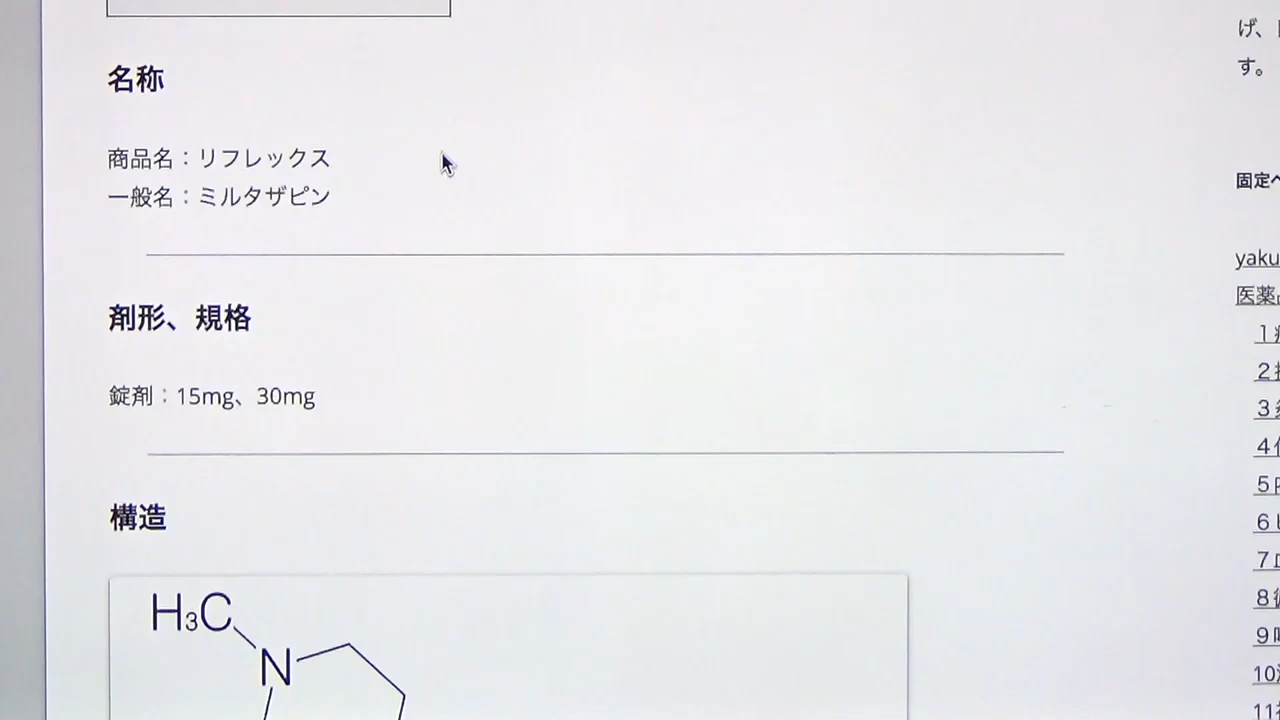 名称
商品名：リフレックス
一般名：ミルタザピン
剤形、規格
錠剤：15mg、30mg
構造
H₃C
N
げ、
す。
固定
yaku
医薬
1
2
3
4
5
6
7
8
9
10
11